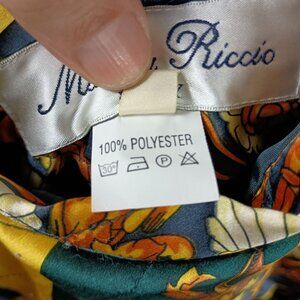 Riccio
100% POLYESTER
30°
P